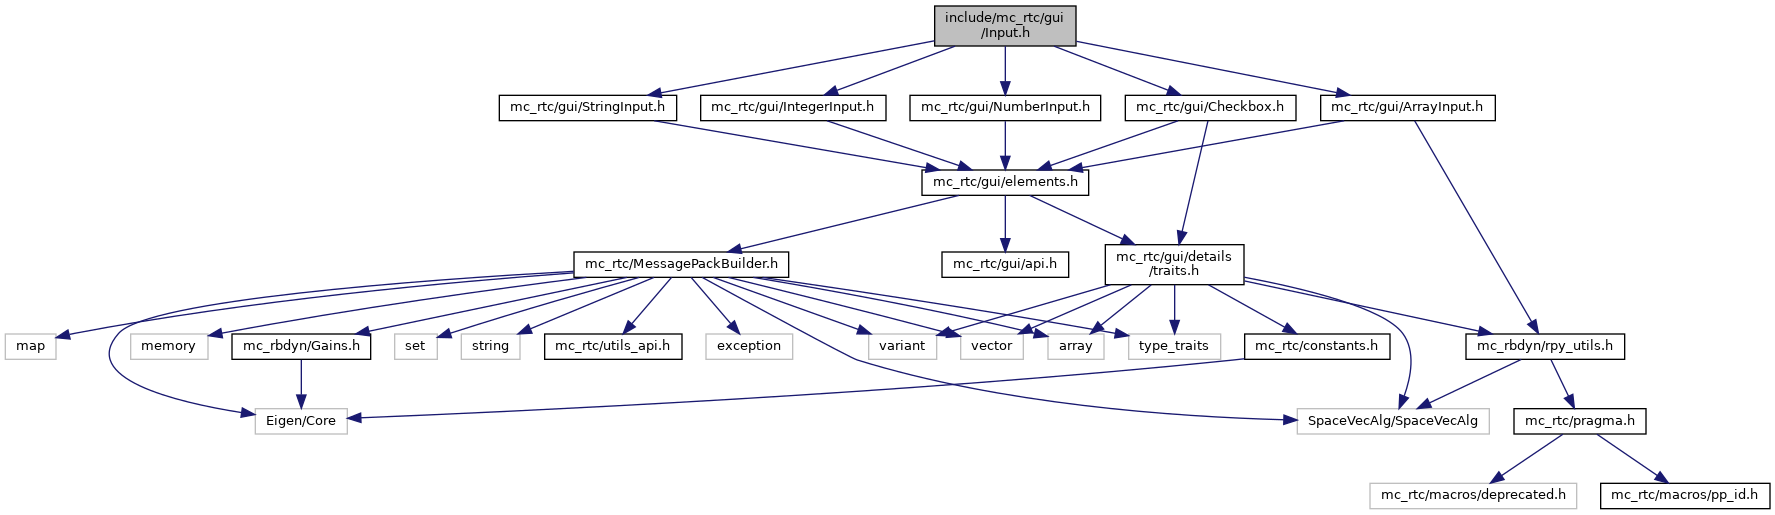 include/mc_rtc/gui
/Input.h
mc_rtc/gui/StringInput.h
mc_rtc/gui/IntegerInput.h
mc_rtc/gui/NumberInput.h
mc_rtc/gui/Checkbox.h
mc_rtc/gui/ArrayInput.h
mc_rtc/gui/elements.h
mc_rtc/MessagePackBuilder.h
mc_rtc/gui/api.h
mc_rtc/gui/details
/traits.h
map
memory
mc_rbdyn/Gains.h
set
string
mc_rtc/utils_api.h
exception
variant
vector
array
type_traits
mc_rtc/constants.h
mc_rbdyn/rpy_utils.h
Eigen/Core
SpaceVecAlg/SpaceVecAlg
mc_rtc/pragma.h
mc_rtc/macros/deprecated.h
mc_rtc/macros/pp_id.h